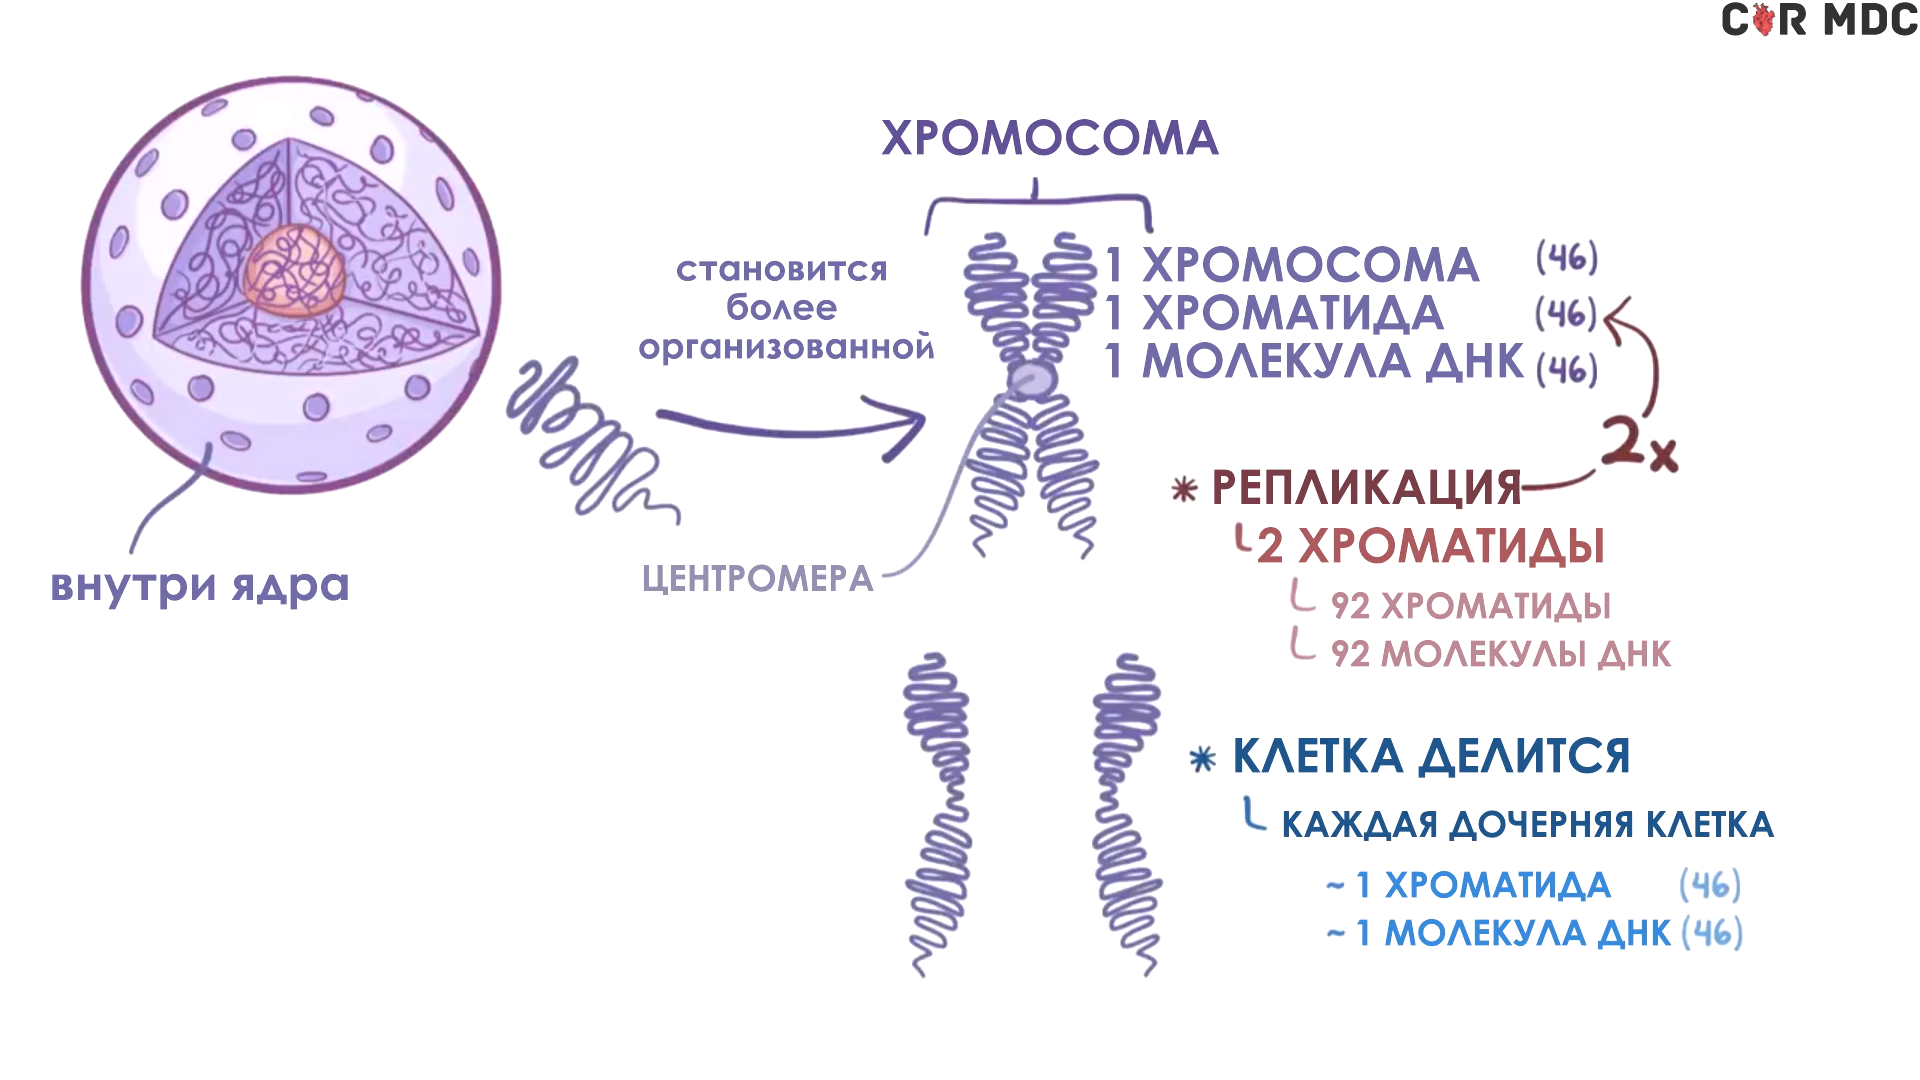 COR MDC
ХРОМОСОМА
становится
более
организованной
1 ХРОМОСОМА (46)
1 ХРОМАТИДА (46)
1 МОЛЕКУЛА ДНК (46)
2x
* РЕПЛИКАЦИЯ
2 ХРОМАТИДЫ
92 ХРОМАТИДЫ
92 МОЛЕКУЛЫ ДНК
внутри ядра
ЦЕНТРОМЕРА
* КЛЕТКА ДЕЛИТСЯ
КАЖДАЯ ДОЧЕРНЯЯ КЛЕТКА
~ 1 ХРОМАТИДА (46)
~ 1 МОЛЕКУЛА ДНК (46)